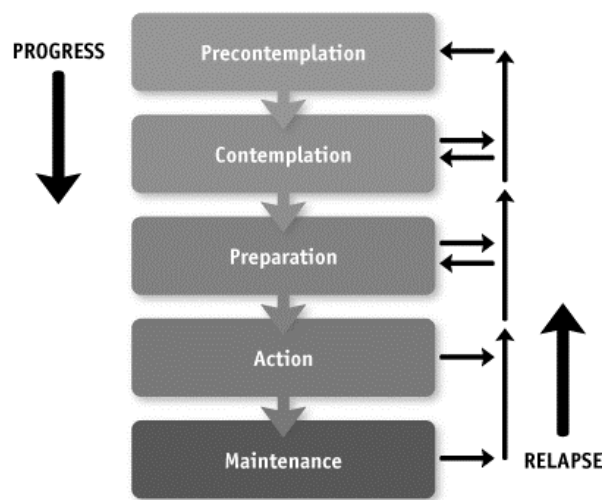 PROGRESS
Precontemplation
Contemplation
Preparation
Action
Maintenance
RELAPSE